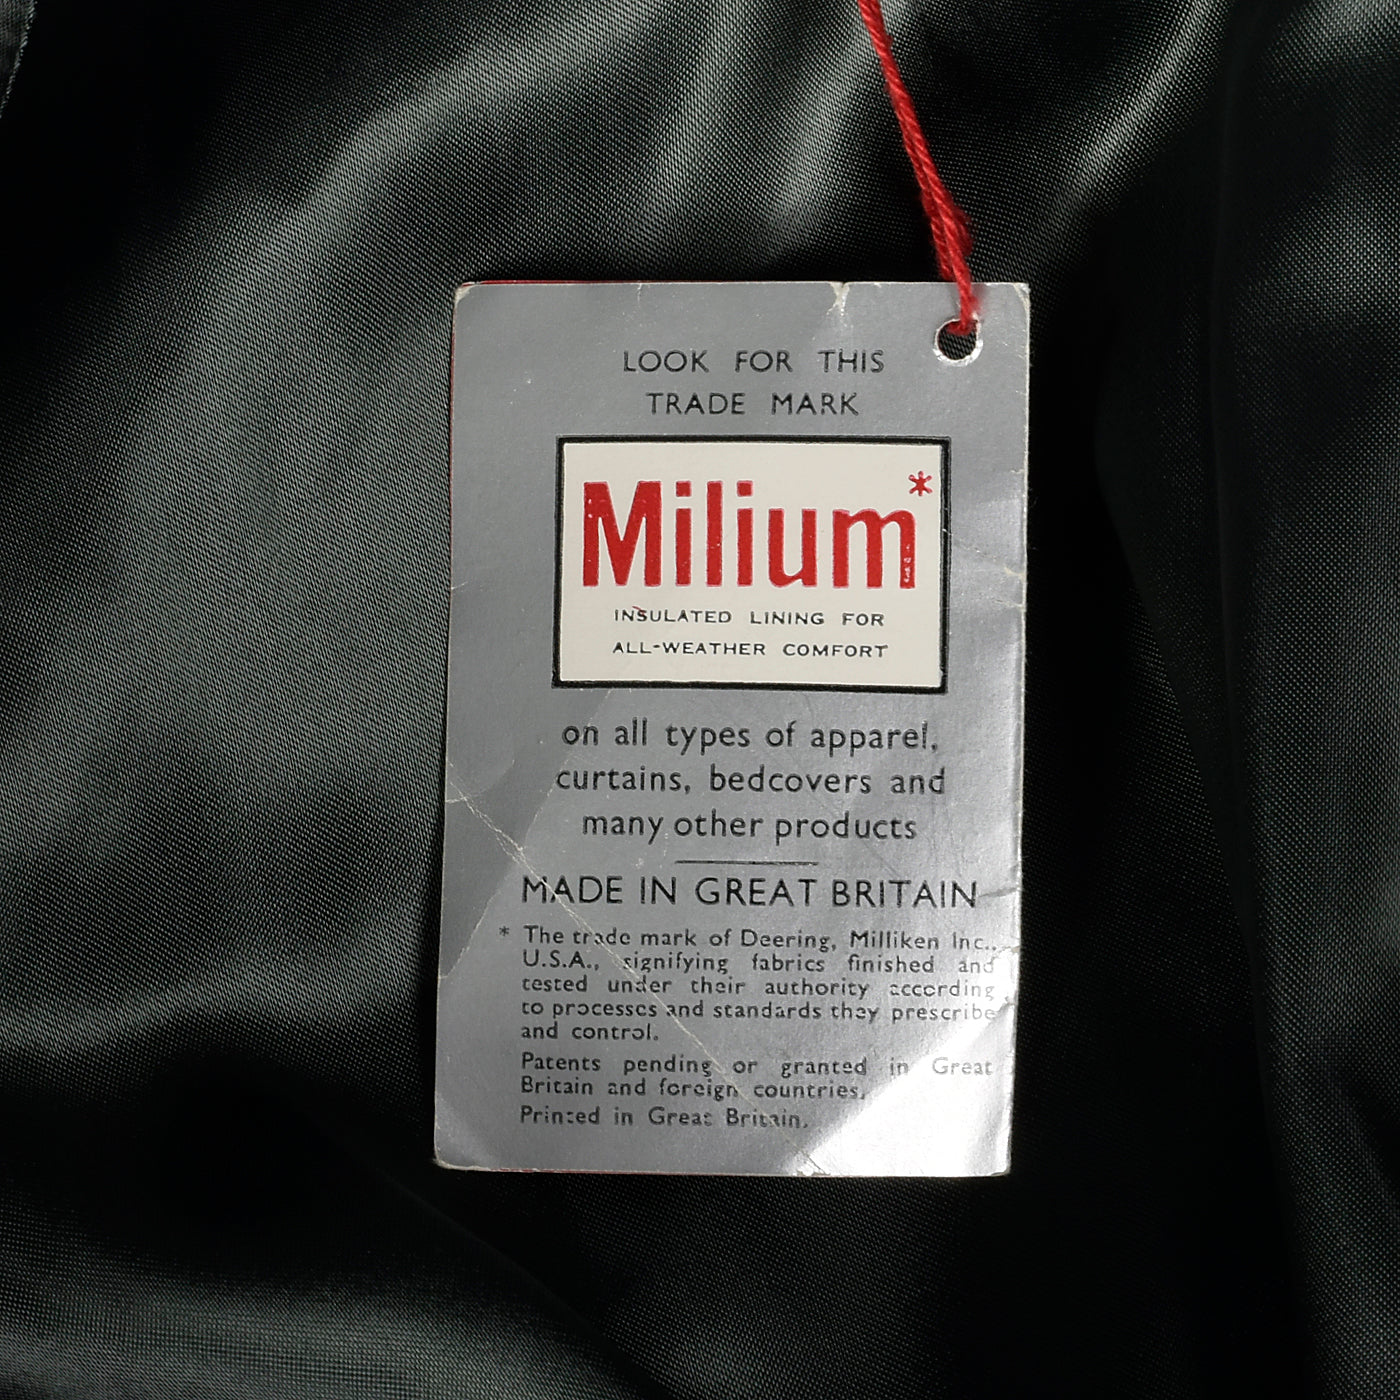 LOOK FOR THIS
TRADE MARK
Milium*
INSULATED LINING FOR
ALL-WEATHER COMFORT
on all types of apparel,
curtains, bedcovers and
many other products
MADE IN GREAT BRITAIN
* The trade mark of Deering, Milliken Inc.,
U.S.A., signifying fabrics finished and
tested under their authority according
to processes and standards they prescribe
and control.
Patents pending or granted in Great
Britain and foreign countries.
Printed in Great Britain.